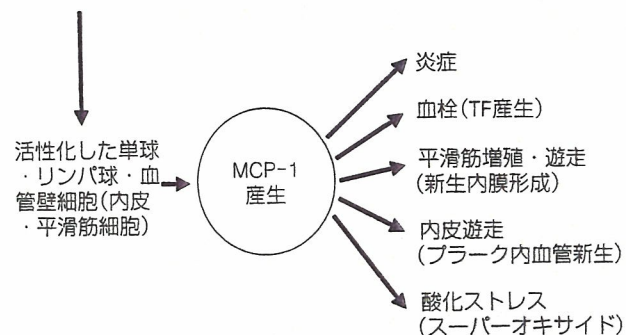 活性化した単球
・リンパ球・血
管壁細胞(内皮
・平滑筋細胞)
MCP-1
産生
炎症
血栓(TF産生)
平滑筋増殖・遊走
(新生内膜形成)
内皮遊走
(プラーク内血管新生)
酸化ストレス
(スーパーオキサイド)